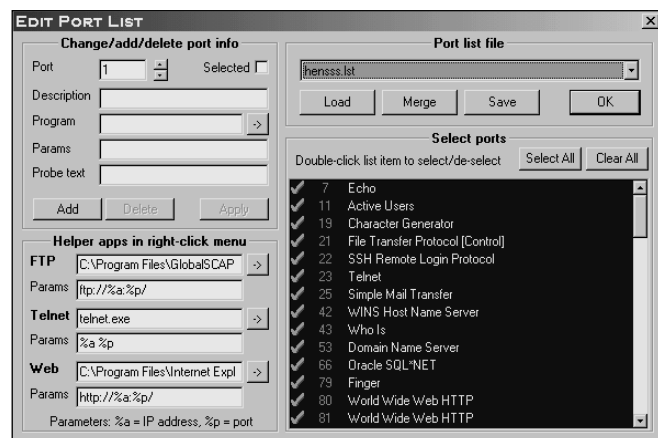 EDIT PORT LIST
Change/add/delete port info
Port 1 Selected
Description
Program ->
Params
Probe text
Add Delete Apply
Helper apps in right-click menu
FTP C:\Program Files\GlobalSCAP ->
Params ftp://%a:%p/
Telnet telnet.exe ->
Params %a %p
Web C:\Program Files\Internet Expl ->
Params http://%a:%p/
Parameters: %a = IP address, %p = port
Port list file
hensss.lst
Load Merge Save OK
Select ports
Double-click list item to select/de-select Select All Clear All
7 Echo
11 Active Users
19 Character Generator
21 File Transfer Protocol [Control]
22 SSH Remote Login Protocol
23 Telnet
25 Simple Mail Transfer
42 WINS Host Name Server
43 Who Is
53 Domain Name Server
66 Oracle SQL*NET
79 Finger
80 World Wide Web HTTP
81 World Wide Web HTTP